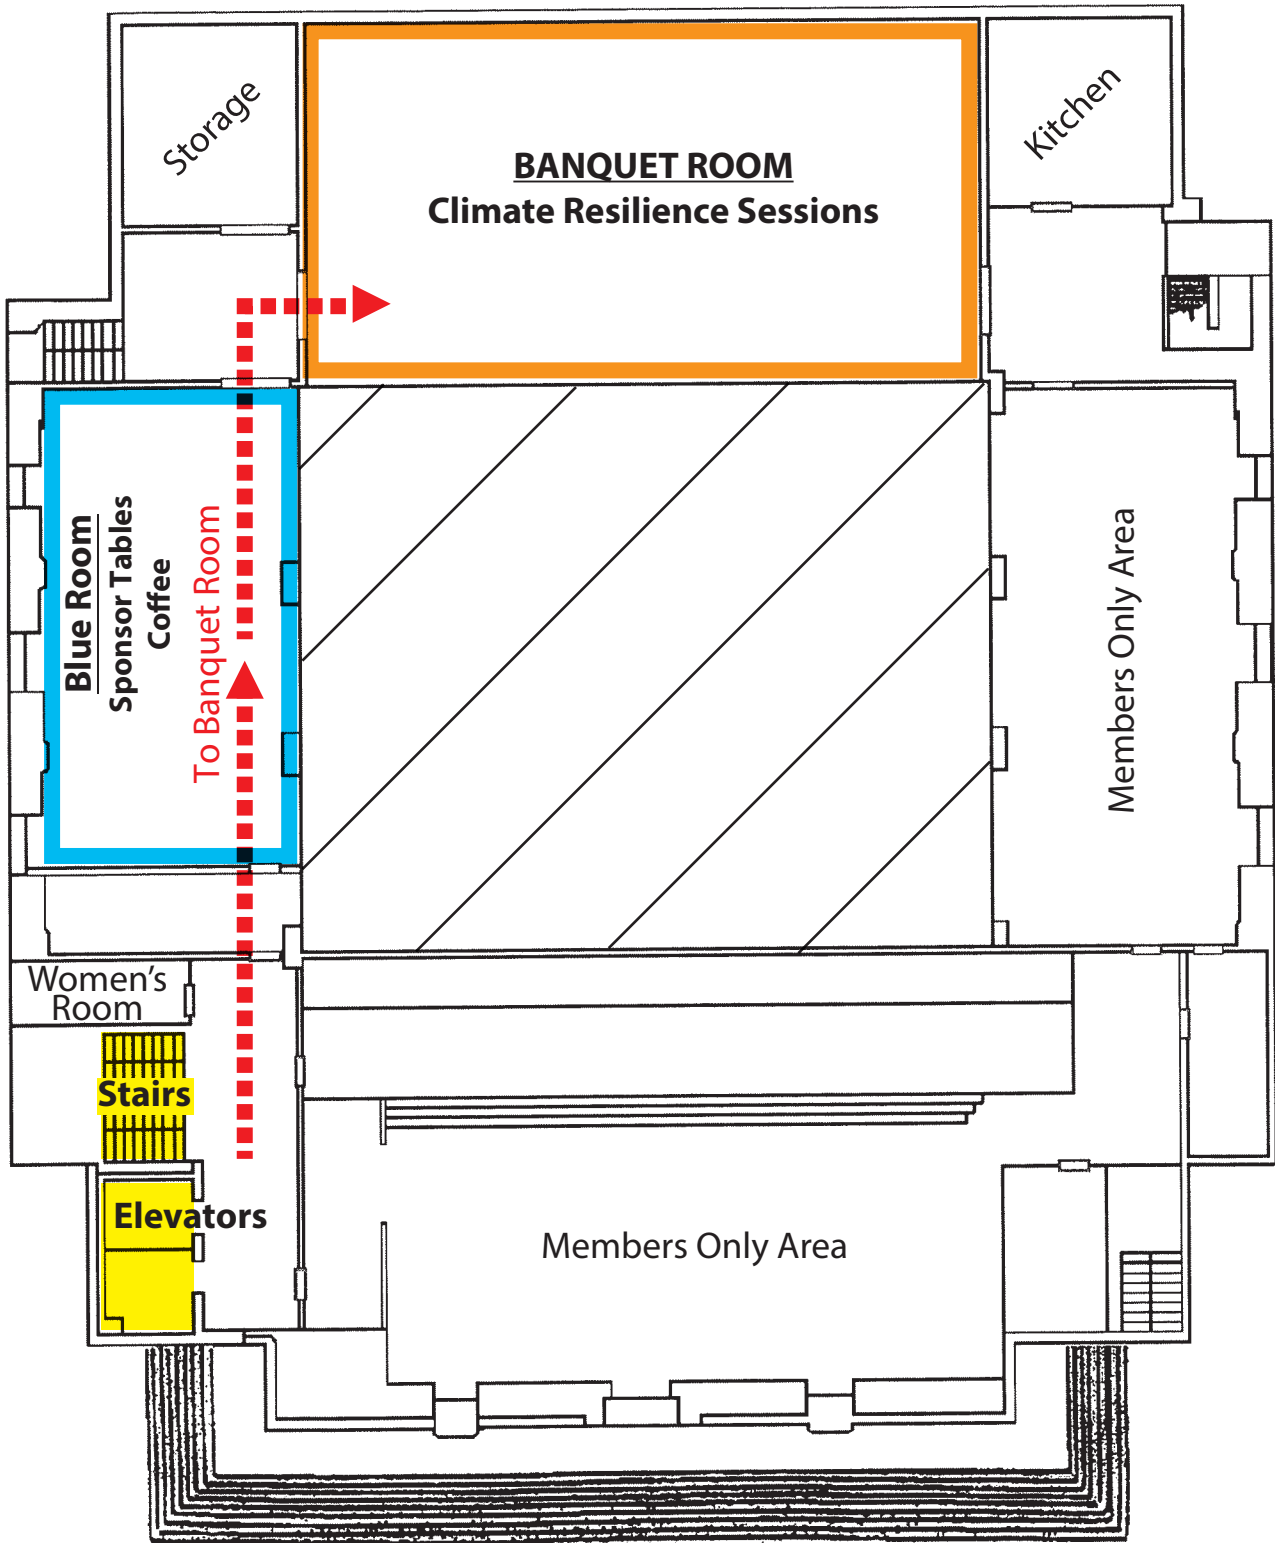 Storage
BANQUET ROOM
Climate Resilience Sessions
Kitchen
Blue Room
Sponsor Tables
Coffee
To Banquet Room
Members Only Area
Women's
Room
Stairs
Elevators
Members Only Area